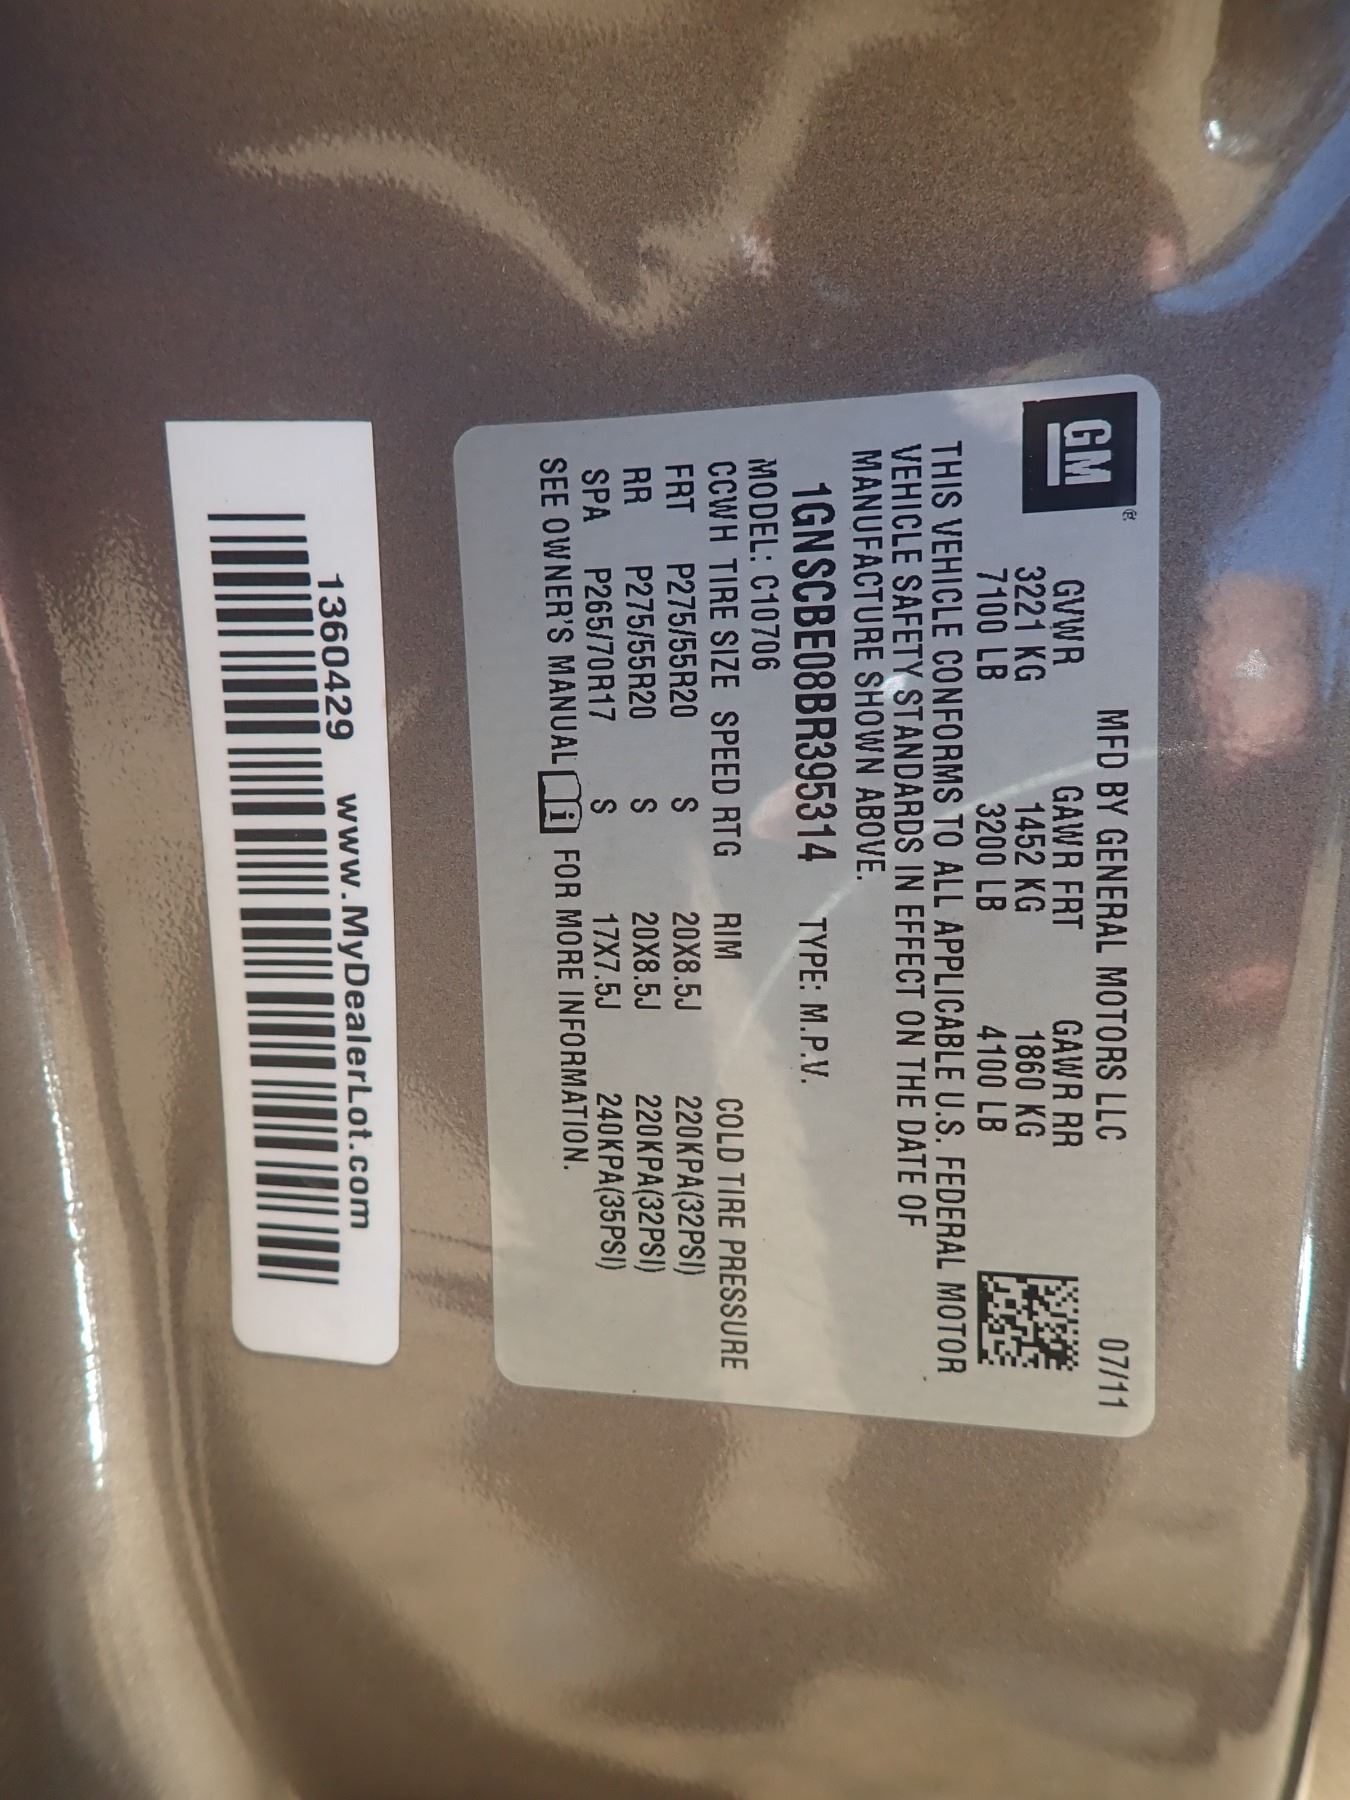 GM®
MFD BY GENERAL MOTORS LLC 07/11
GVWR GAWR FRT GAWR RR
3221 KG 1452 KG 1860 KG
7100 LB 3200 LB 4100 LB
THIS VEHICLE CONFORMS TO ALL APPLICABLE U.S. FEDERAL MOTOR
VEHICLE SAFETY STANDARDS IN EFFECT ON THE DATE OF
MANUFACTURE SHOWN ABOVE.
1GNSCBE08BR395314 TYPE: M.P.V.
MODEL: C10706
CCWH TIRE SIZE SPEED RTG RIM COLD TIRE PRESSURE
FRT P275/55R20 S 20X8.5J 220KPA(32PSI)
RR P275/55R20 S 20X8.5J 220KPA(32PSI)
SPA P265/70R17 S 17X7.5J 240KPA(35PSI)
SEE OWNER'S MANUAL i FOR MORE INFORMATION.
1360429 www.MyDealerLot.com